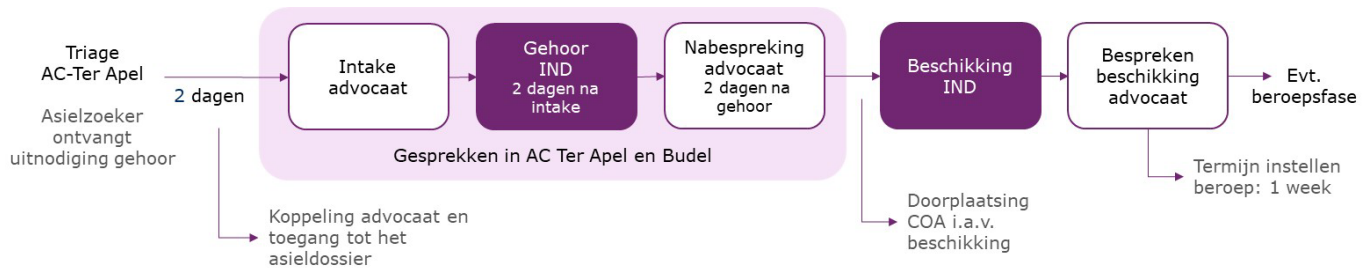 Triage
AC-Ter Apel
2 dagen
Asielzoeker
ontvangt
uitnodiging gehoor
Koppeling advocaat en
toegang tot het
asieldossier
Intake
advocaat
Gehoor
IND
2 dagen na
intake
Nabespreking
advocaat
2 dagen na
gehoor
Gesprekken in AC Ter Apel en Budel
Doorplaatsing
COA i.a.v.
beschikking
Beschikking
IND
Bespreken
beschikking
advocaat
Termijn instellen
beroep: 1 week
Evt.
beroepsfase